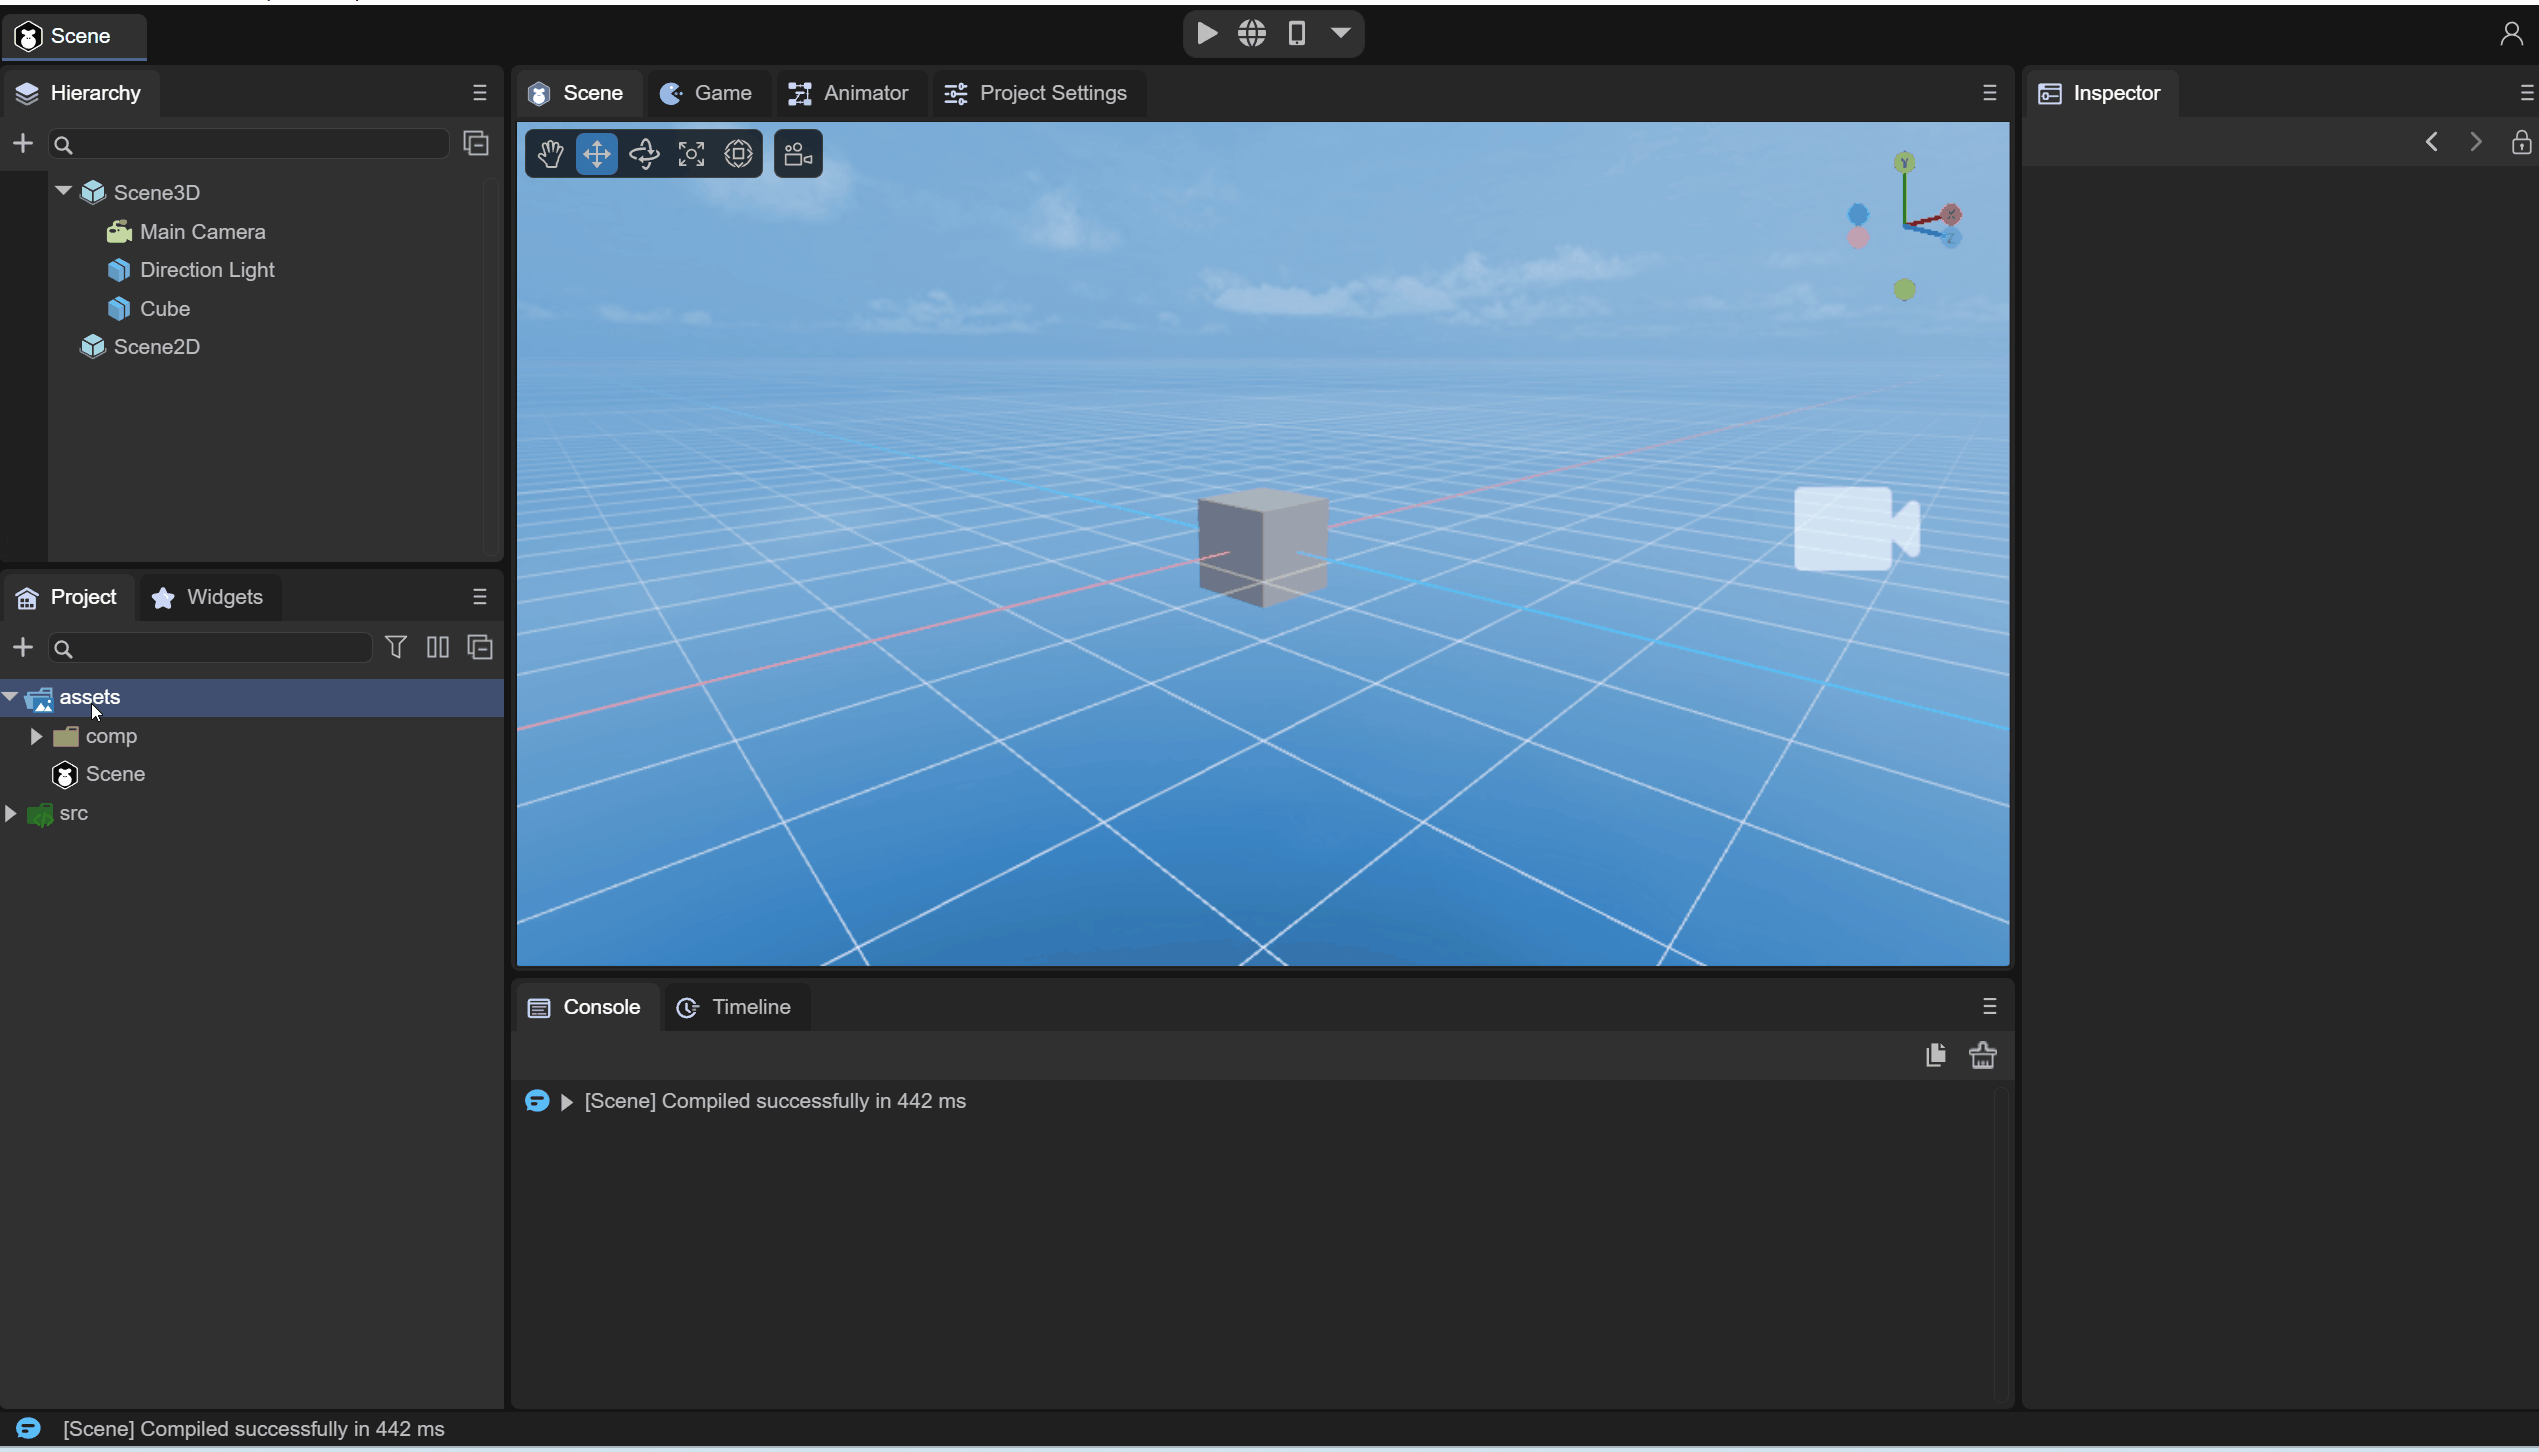 Scene
Hierarchy
Scene3D
Main Camera
Direction Light
Cube
Scene2D
Project
Widgets
assets
comp
Scene
src
Scene
Game
Animator
Project Settings
Y
X
Z
Console
Timeline
[Scene] Compiled successfully in 442 ms
Inspector
[Scene] Compiled successfully in 442 ms